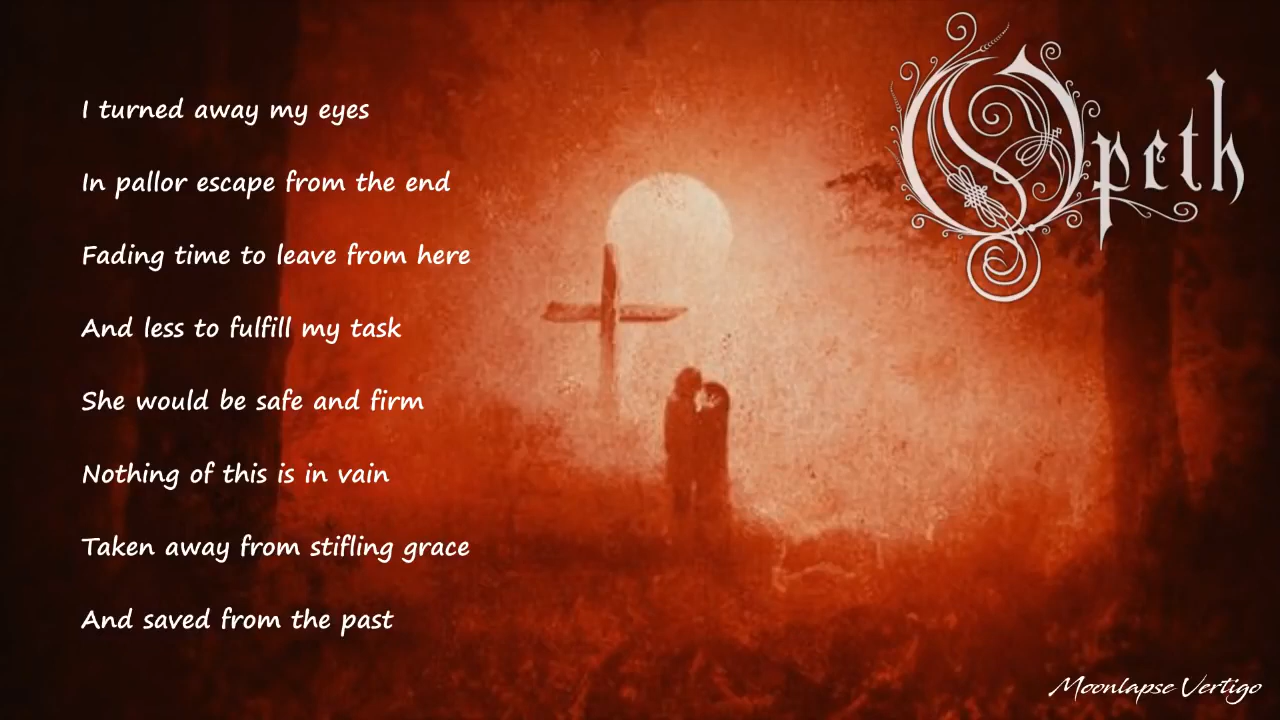 Opeth
I turned away my eyes
In pallor escape from the end
Fading time to leave from here
And less to fulfill my task
She would be safe and firm
Nothing of this is in vain
Taken away from stifling grace
And saved from the past
Moonlapse Vertigo